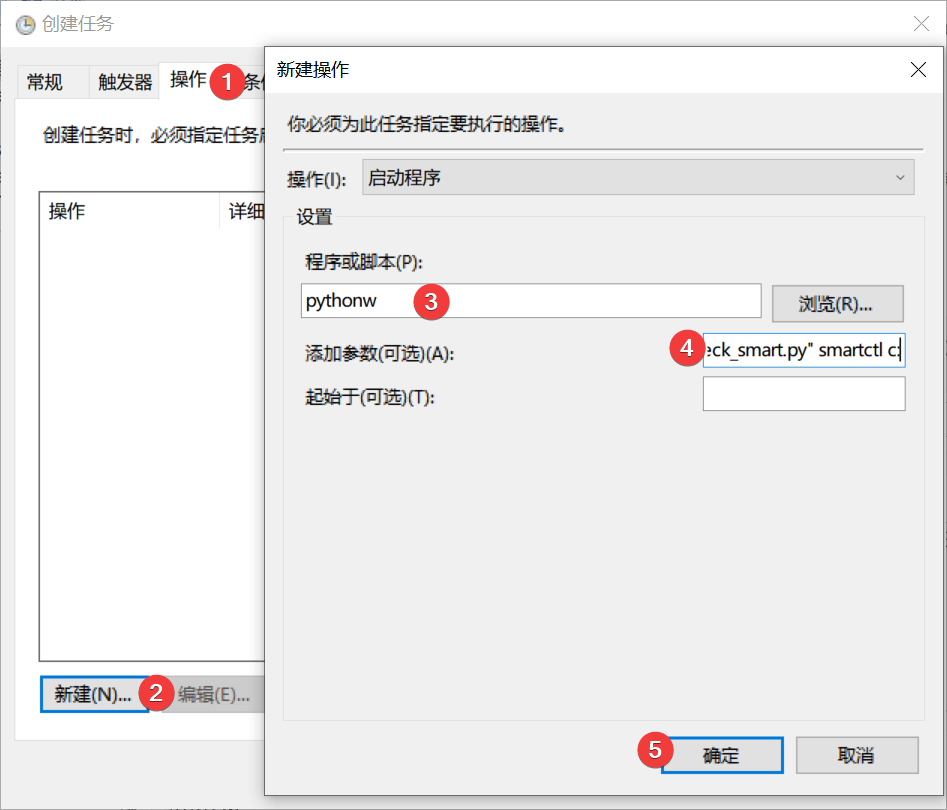 创建任务
新建操作
常规
触发器
操作
1
你必须为此任务指定要执行的操作。
创建任务时，必须指定任务
操作(I):
启动程序
操作
详细
设置
程序或脚本(P):
pythonw
3
浏览(R)...
添加参数(可选)(A):
4
eck_smart.py" smartctl c:
起始于(可选)(T):
新建(N)...
2
编辑(E)...
5
确定
取消